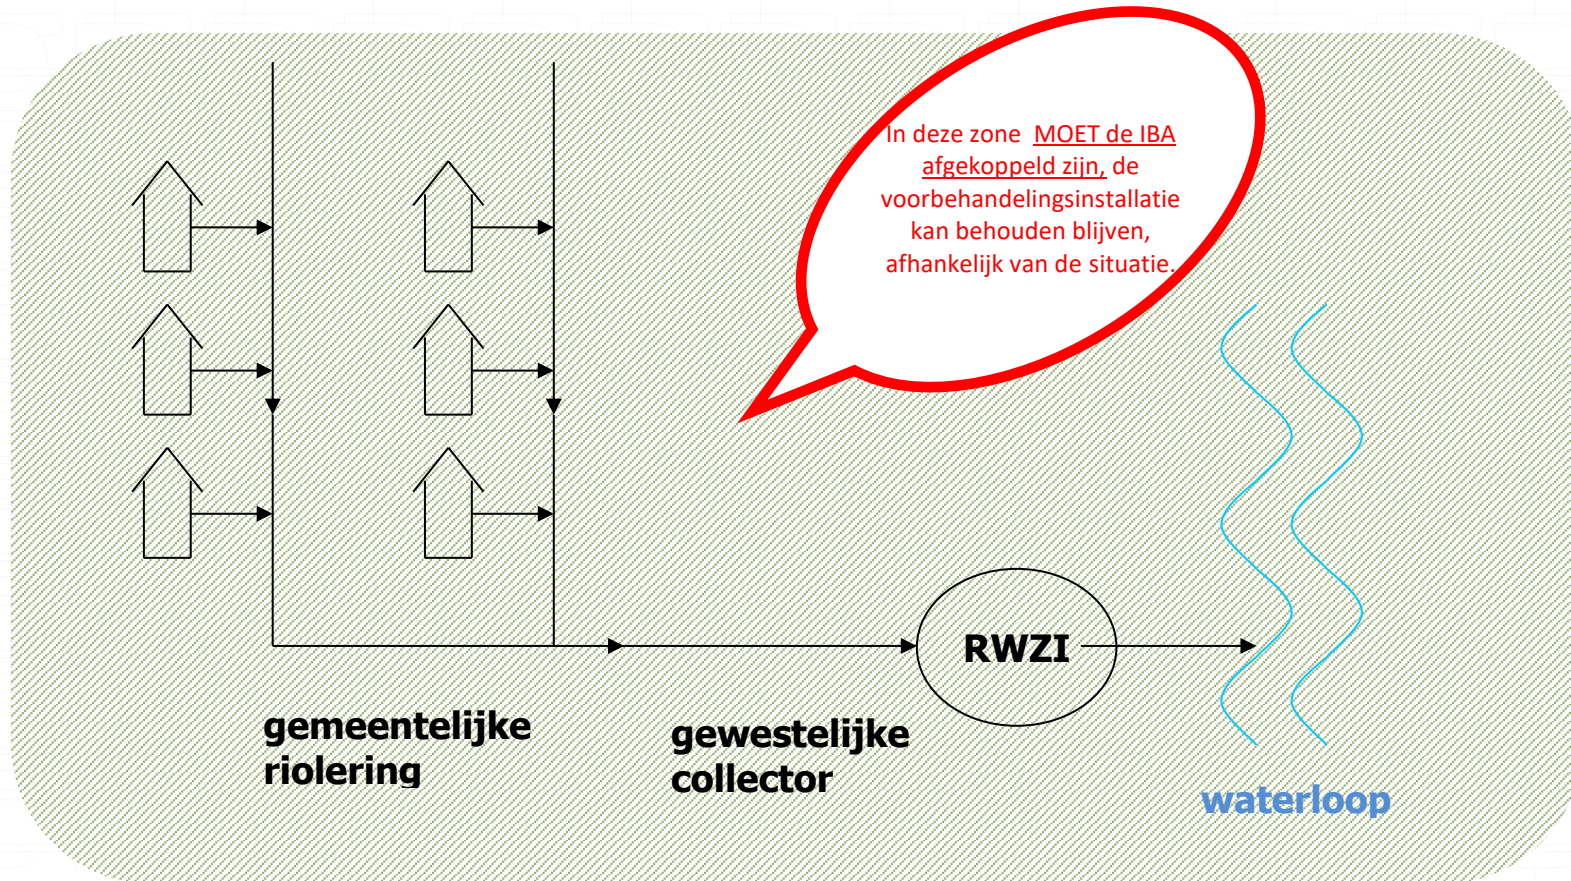 In deze zone MOET de IBA
afgekoppeld zijn, de
voorbehandelingsinstallatie
kan behouden blijven,
afhankelijk van de situatie.
RWZI
gemeentelijke
riolering
gewestelijke
collector
waterloop